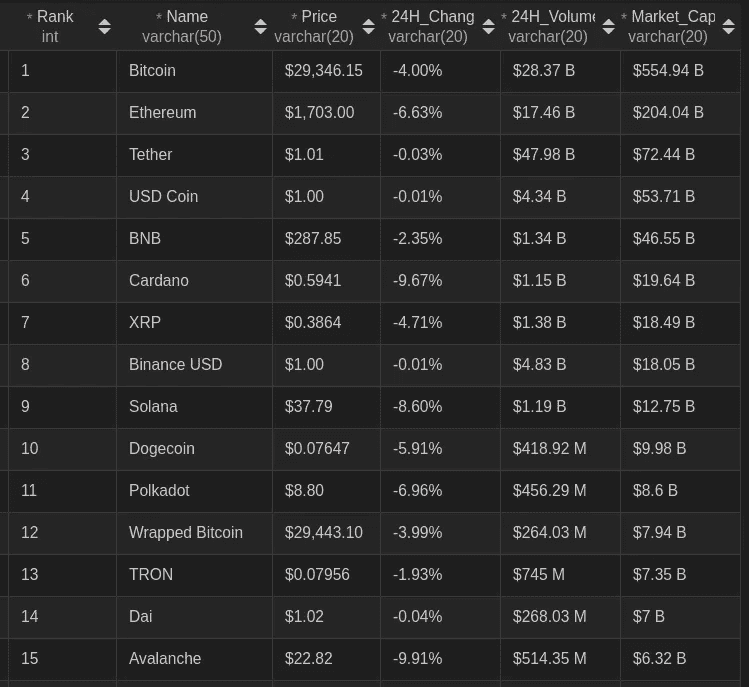 * Rank * Name * Price * 24H_Chang * 24H_Volume * Market_Cap
int varchar(50) varchar(20) varchar(20) varchar(20) varchar(20)
1 Bitcoin $29,346.15 -4.00% $28.37 B $554.94 B
2 Ethereum $1,703.00 -6.63% $17.46 B $204.04 B
3 Tether $1.01 -0.03% $47.98 B $72.44 B
4 USD Coin $1.00 -0.01% $4.34 B $53.71 B
5 BNB $287.85 -2.35% $1.34 B $46.55 B
6 Cardano $0.5941 -9.67% $1.15 B $19.64 B
7 XRP $0.3864 -4.71% $1.38 B $18.49 B
8 Binance USD $1.00 -0.01% $4.83 B $18.05 B
9 Solana $37.79 -8.60% $1.19 B $12.75 B
10 Dogecoin $0.07647 -5.91% $418.92 M $9.98 B
11 Polkadot $8.80 -6.96% $456.29 M $8.6 B
12 Wrapped Bitcoin $29,443.10 -3.99% $264.03 M $7.94 B
13 TRON $0.07956 -1.93% $745 M $7.35 B
14 Dai $1.02 -0.04% $268.03 M $7 B
15 Avalanche $22.82 -9.91% $514.35 M $6.32 B